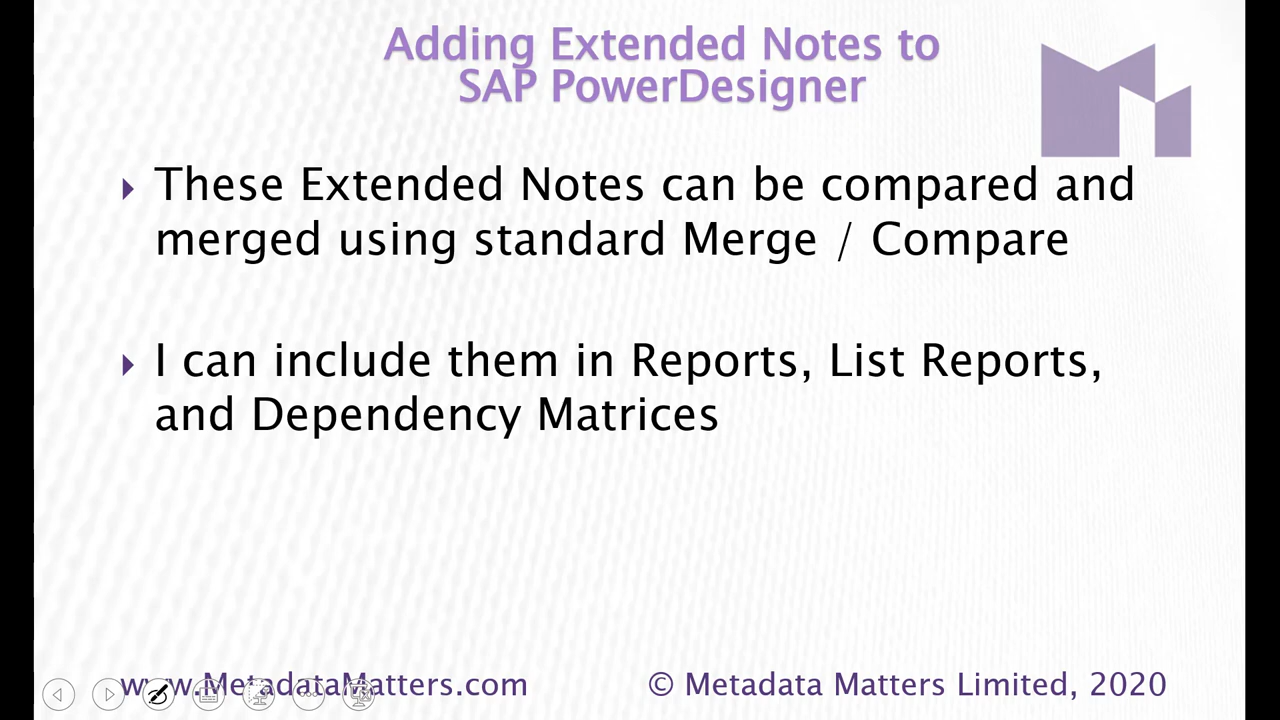 Adding Extended Notes to
SAP PowerDesigner
These Extended Notes can be compared and
merged using standard Merge / Compare
I can include them in Reports, List Reports,
and Dependency Matrices
www.MetadataMatters.com
© Metadata Matters Limited, 2020